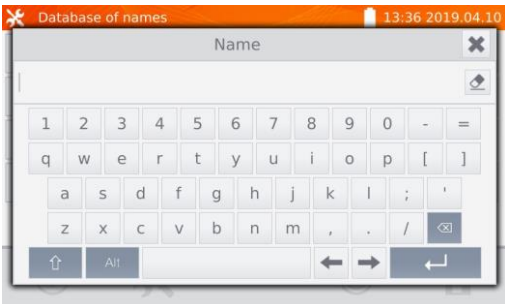 Database of names 13:36 2019.04.10
Name
1 2 3 4 5 6 7 8 9 0 - =
q w e r t y u i o p [ ]
a s d f g h j k l ; '
z x c v b n m , . /
Alt